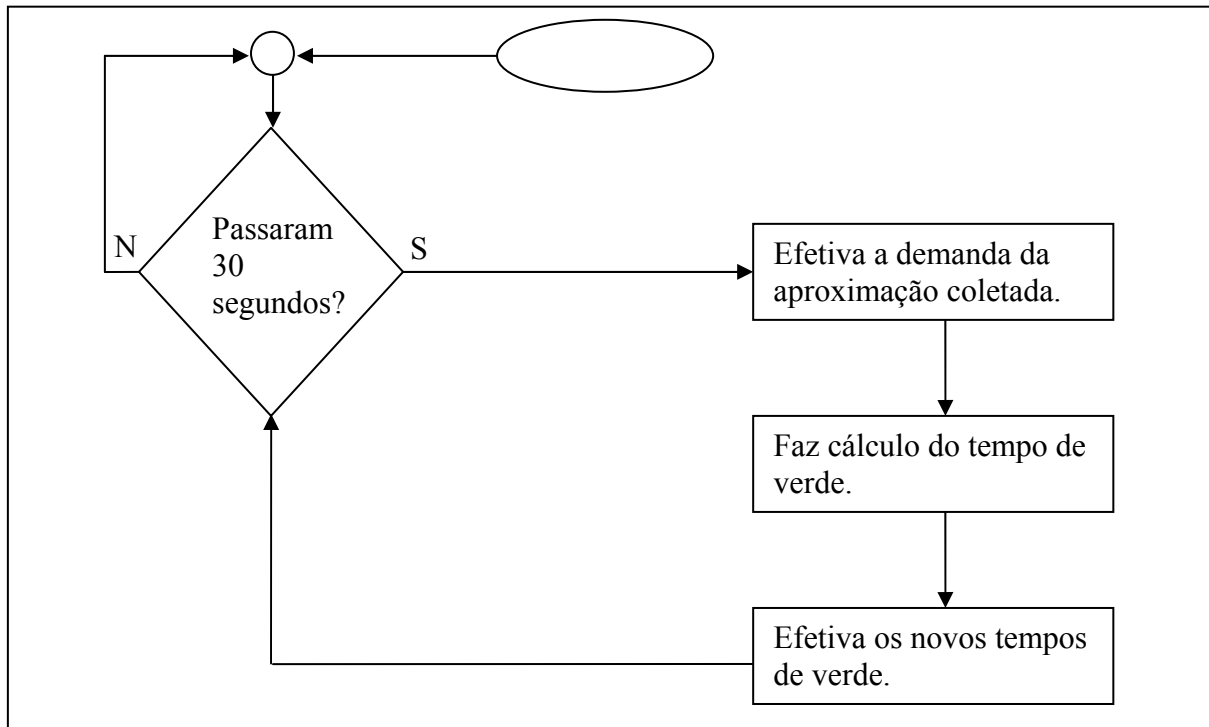 Passaram
30
segundos?
N
S
Efetiva a demanda da
aproximação coletada.
Faz cálculo do tempo de
verde.
Efetiva os novos tempos
de verde.